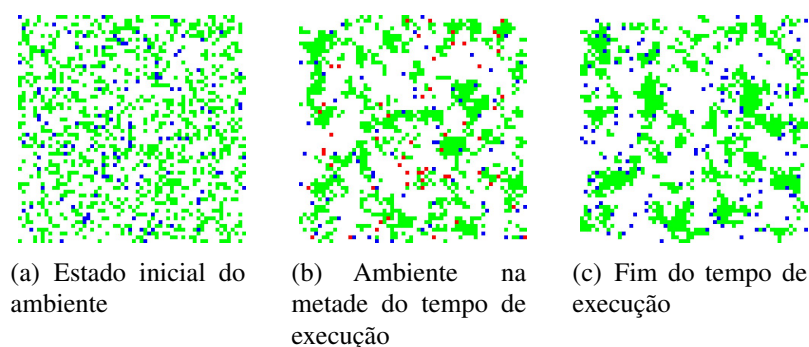 (a) Estado inicial do
ambiente
(b) Ambiente na
metade do tempo de
execução
(c) Fim do tempo de
execução